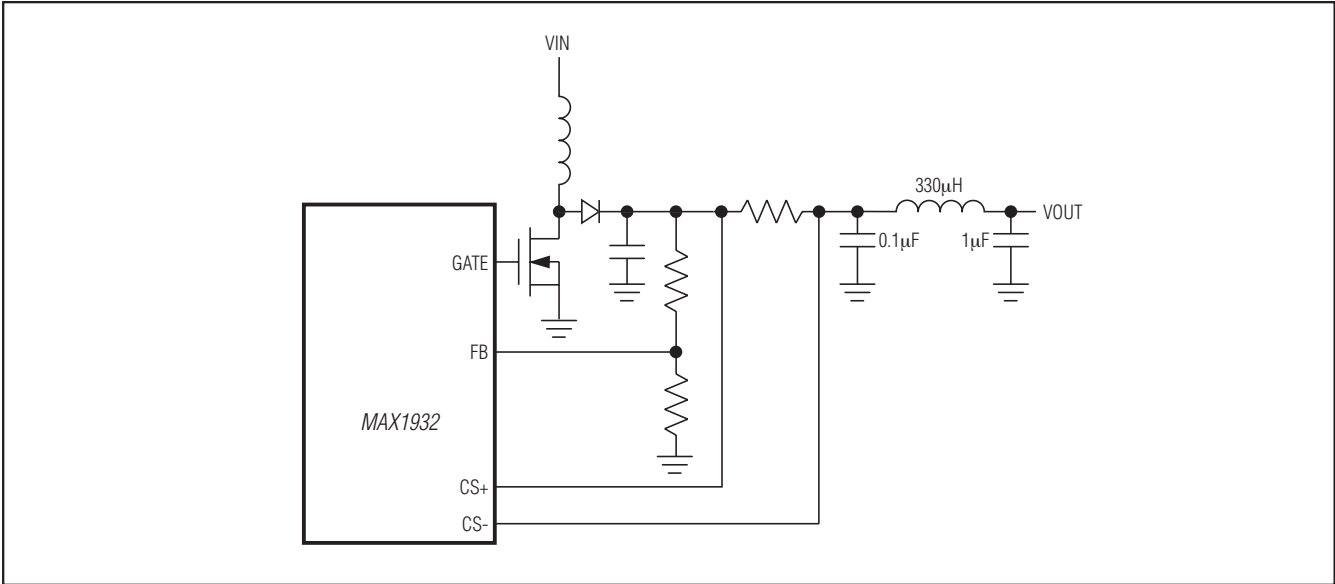 VIN
330μH
VOUT
0.1μF
1μF
GATE
FB
MAX1932
CS+
CS-